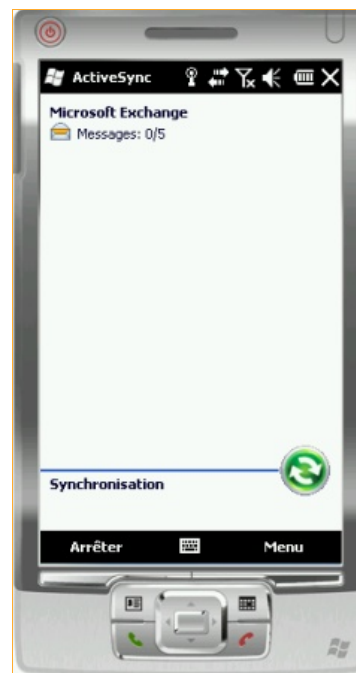 ActiveSync
Microsoft Exchange
Messages: 0/5
Synchronisation
Arrêter Menu